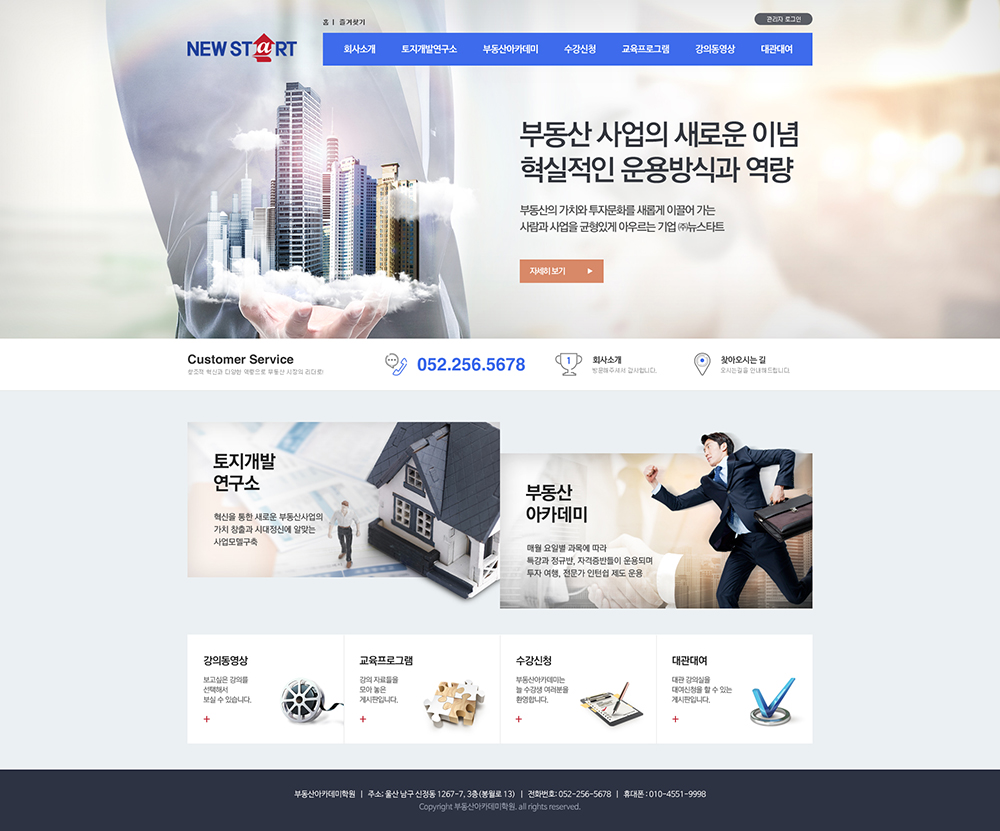 홈 | 즐겨찾기
관리자 로그인
NEW START
회사소개 토지개발연구소 부동산아카데미 수강신청 교육프로그램 강의동영상 대관대여
부동산 사업의 새로운 이념
혁실적인 운용방식과 역량
부동산의 가치와 투자문화를 새롭게 이끌어 가는
사람과 사업을 균형있게 아우르는 기업 ㈜뉴스타트
자세히 보기
Customer Service
창조적 혁신과 다양한 역량으로 부동산 시장의 리더로!
052.256.5678
1
회사소개
방문해주셔서 감사합니다.
찾아오시는 길
오시는길을 안내해드립니다.
토지개발
연구소
혁신을 통한 새로운 부동산사업의
가치 창출과 시대정신에 알맞는
사업모델구축
부동산
아카데미
매월 요일별 과목에 따라
특강과 정규반, 자격증반들이 운용되며
투자 여행, 전문가 인턴쉽 제도 운용
강의동영상
보고싶은 강의를
선택해서
보실 수 있습니다.
+
교육프로그램
강의 자료들을
모아 놓은
게시판입니다.
+
수강신청
부동산아카데미는
늘 수강생 여러분을
환영합니다.
+
대관대여
대관 강의실을
대여신청을 할 수 있는
게시판입니다.
+
부동산아카데미학원 | 주소: 울산 남구 신정동 1267-7, 3층(봉월로 13) | 전화번호: 052-256-5678 | 휴대폰 : 010-4551-9998
Copyright 부동산아카데미학원. all rights reserved.